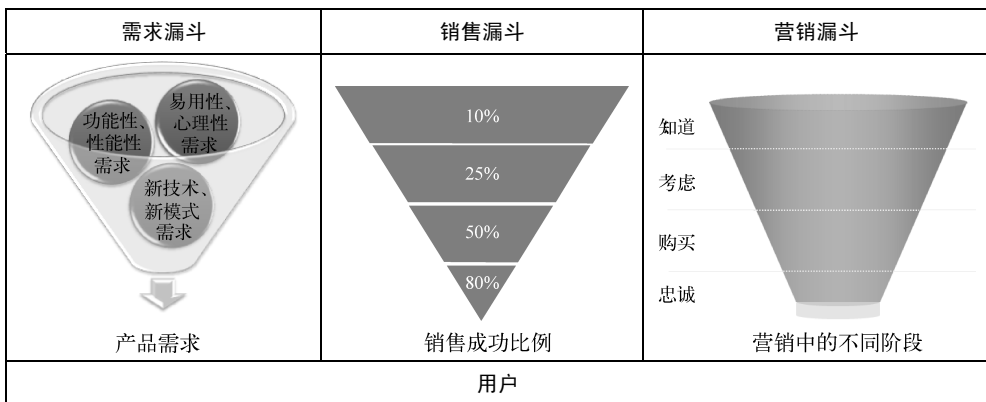 需求漏斗
销售漏斗
营销漏斗
功能性、
性能性
需求
易用性、
心理性
需求
新技术、
新模式
需求
产品需求
10%
25%
50%
80%
销售成功比例
知道
考虑
购买
忠诚
营销中的不同阶段
用户